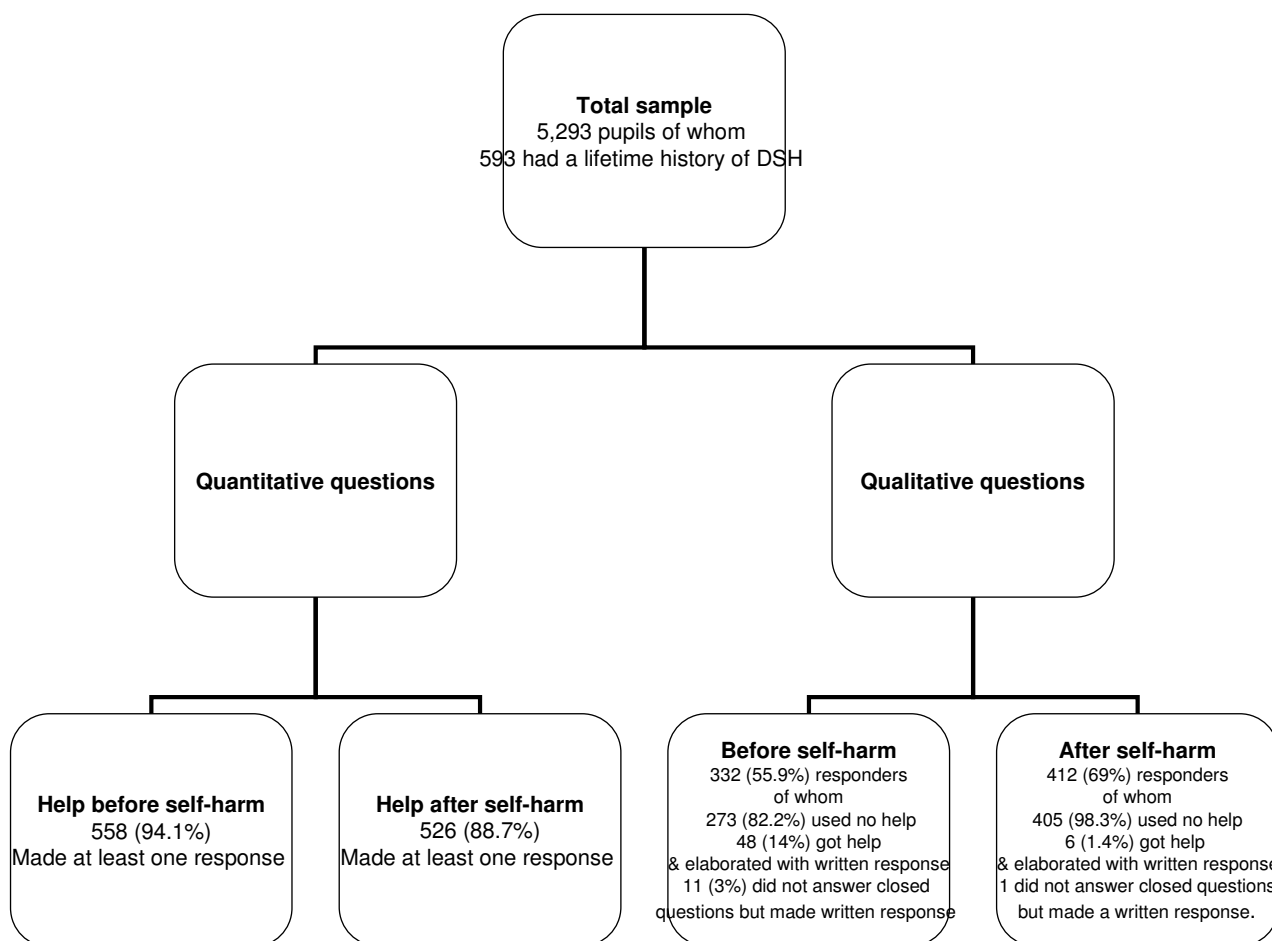 Total sample
5,293 pupils of whom
593 had a lifetime history of DSH
Quantitative questions
Qualitative questions
Help before self-harm
558 (94.1%)
Made at least one response
Help after self-harm
526 (88.7%)
Made at least one response
Before self-harm
332 (55.9%) responders
of whom
273 (82.2%) used no help
48 (14%) got help
& elaborated with written response
11 (3%) did not answer closed
questions but made written response
After self-harm
412 (69%) responders
of whom
405 (98.3%) used no help
6 (1.4%) got help
& elaborated with written response
1 did not answer closed questions
but made a written response.